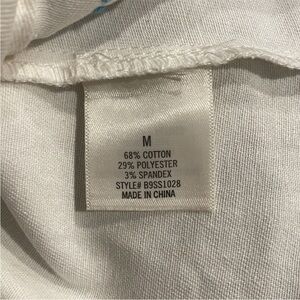 M
68% COTTON
29% POLYESTER
3% SPANDEX
STYLE# B9SS1028
MADE IN CHINA